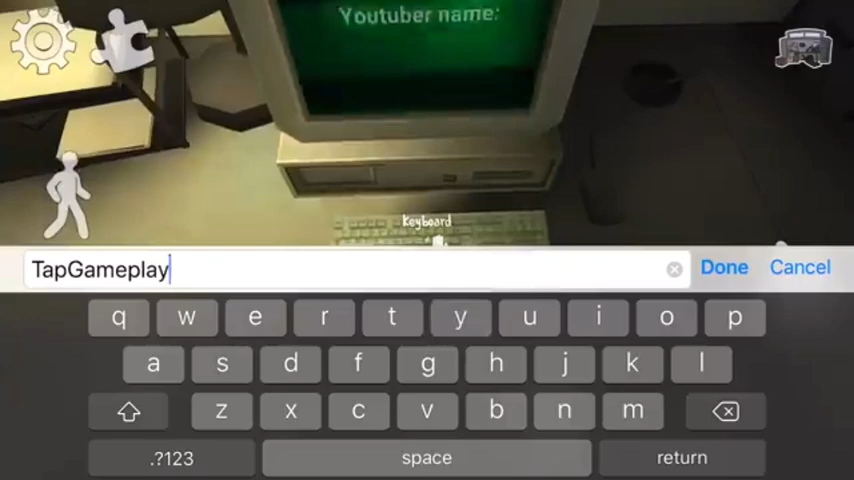 Youtuber name:
Keyboard
TapGameplay
Done Cancel
q w e r t y u i o p
a s d f g h j k l
z x c v b n m
.?123 space return